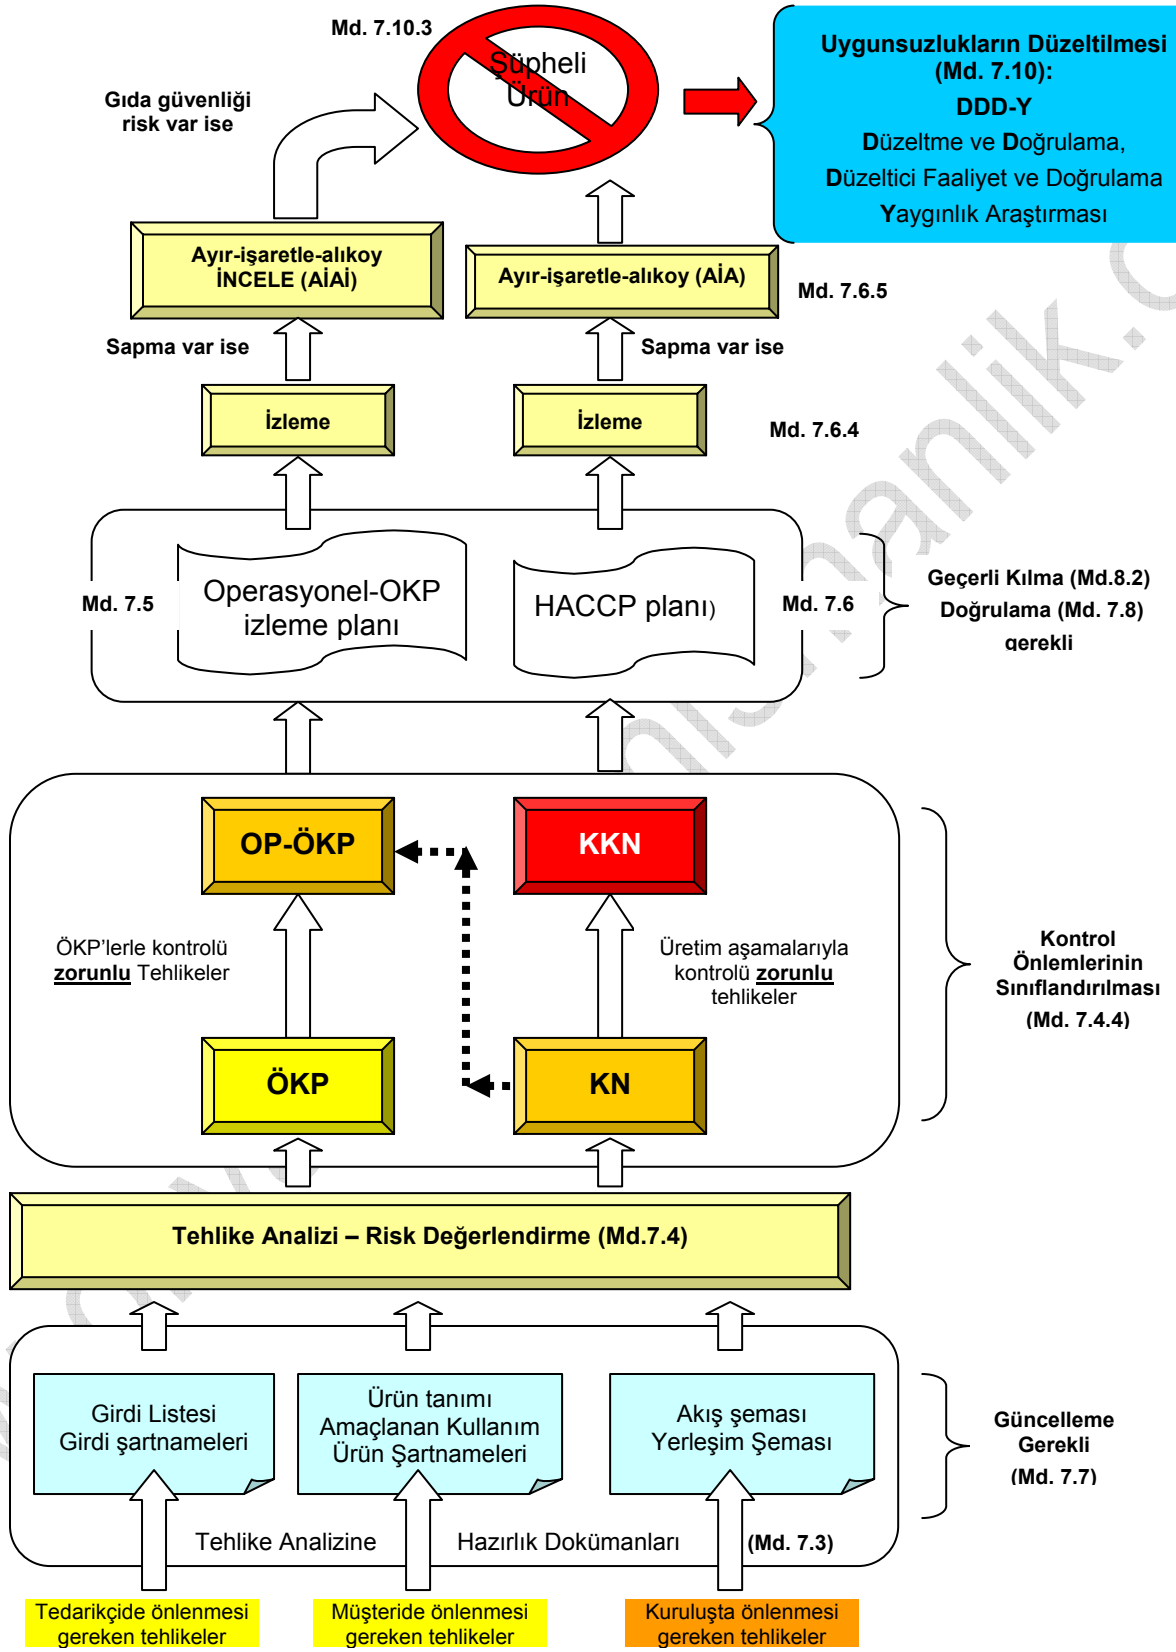 Md. 7.10.3
Şüpheli
Ürün
Uygunsuzlukların Düzeltilmesi
(Md. 7.10):
DDD-Y
Düzeltme ve Doğrulama,
Düzeltici Faaliyet ve Doğrulama
Yaygınlık Araştırması
Gıda güvenliği
risk var ise
Ayır-işaretle-alıkoy
İNCELE (AİAİ)
Ayır-işaretle-alıkoy (AİA)
Md. 7.6.5
Sapma var ise
Sapma var ise
İzleme
İzleme
Md. 7.6.4
Md. 7.5
Operasyonel-OKP
izleme planı
HACCP planı)
Md. 7.6
Geçerli Kılma (Md.8.2)
Doğrulama (Md. 7.8)
gerekli
OP-ÖKP
KKN
ÖKP’lerle kontrolü
zorunlu Tehlikeler
Üretim aşamalarıyla
kontrolü zorunlu
tehlikeler
Kontrol
Önlemlerinin
Sınıflandırılması
(Md. 7.4.4)
ÖKP
KN
Tehlike Analizi – Risk Değerlendirme (Md.7.4)
Girdi Listesi
Girdi şartnameleri
Ürün tanımı
Amaçlanan Kullanım
Ürün Şartnameleri
Akış şeması
Yerleşim Şeması
Güncelleme
Gerekli
(Md. 7.7)
Tehlike Analizine Hazırlık Dokümanları (Md. 7.3)
Tedarikçide önlenmesi
gereken tehlikeler
Müşteride önlenmesi
gereken tehlikeler
Kuruluşta önlenmesi
gereken tehlikeler